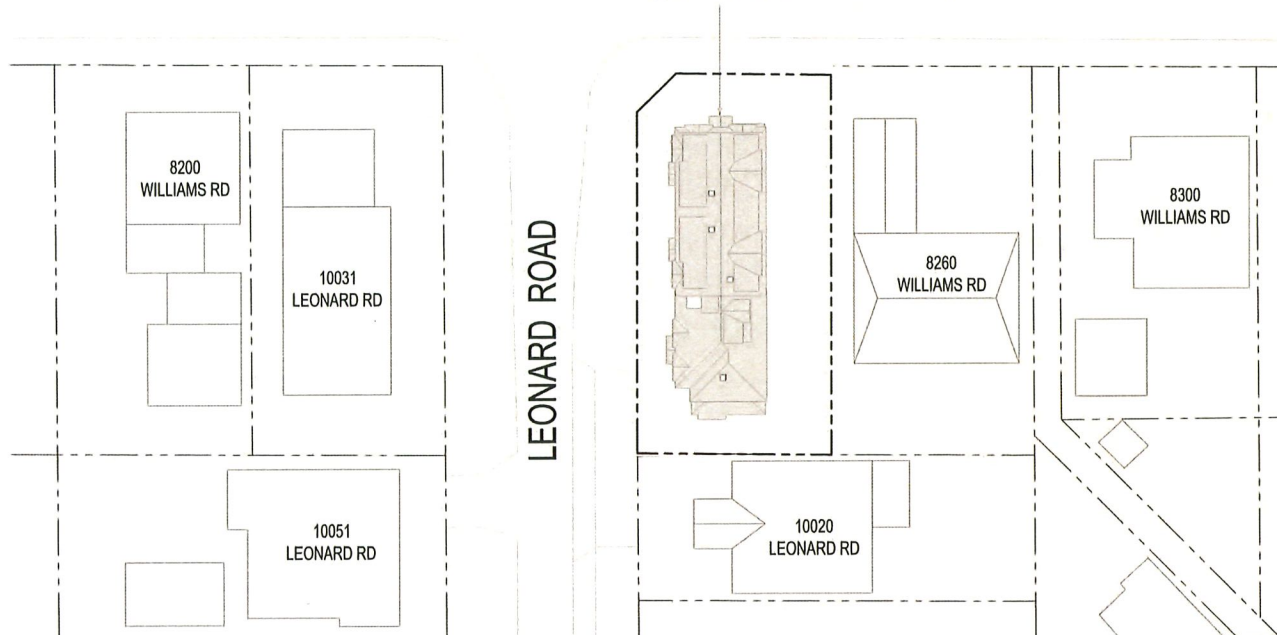 8200
WILLIAMS RD
10031
LEONARD RD
LEONARD ROAD
8260
WILLIAMS RD
8300
WILLIAMS RD
10051
LEONARD RD
10020
LEONARD RD